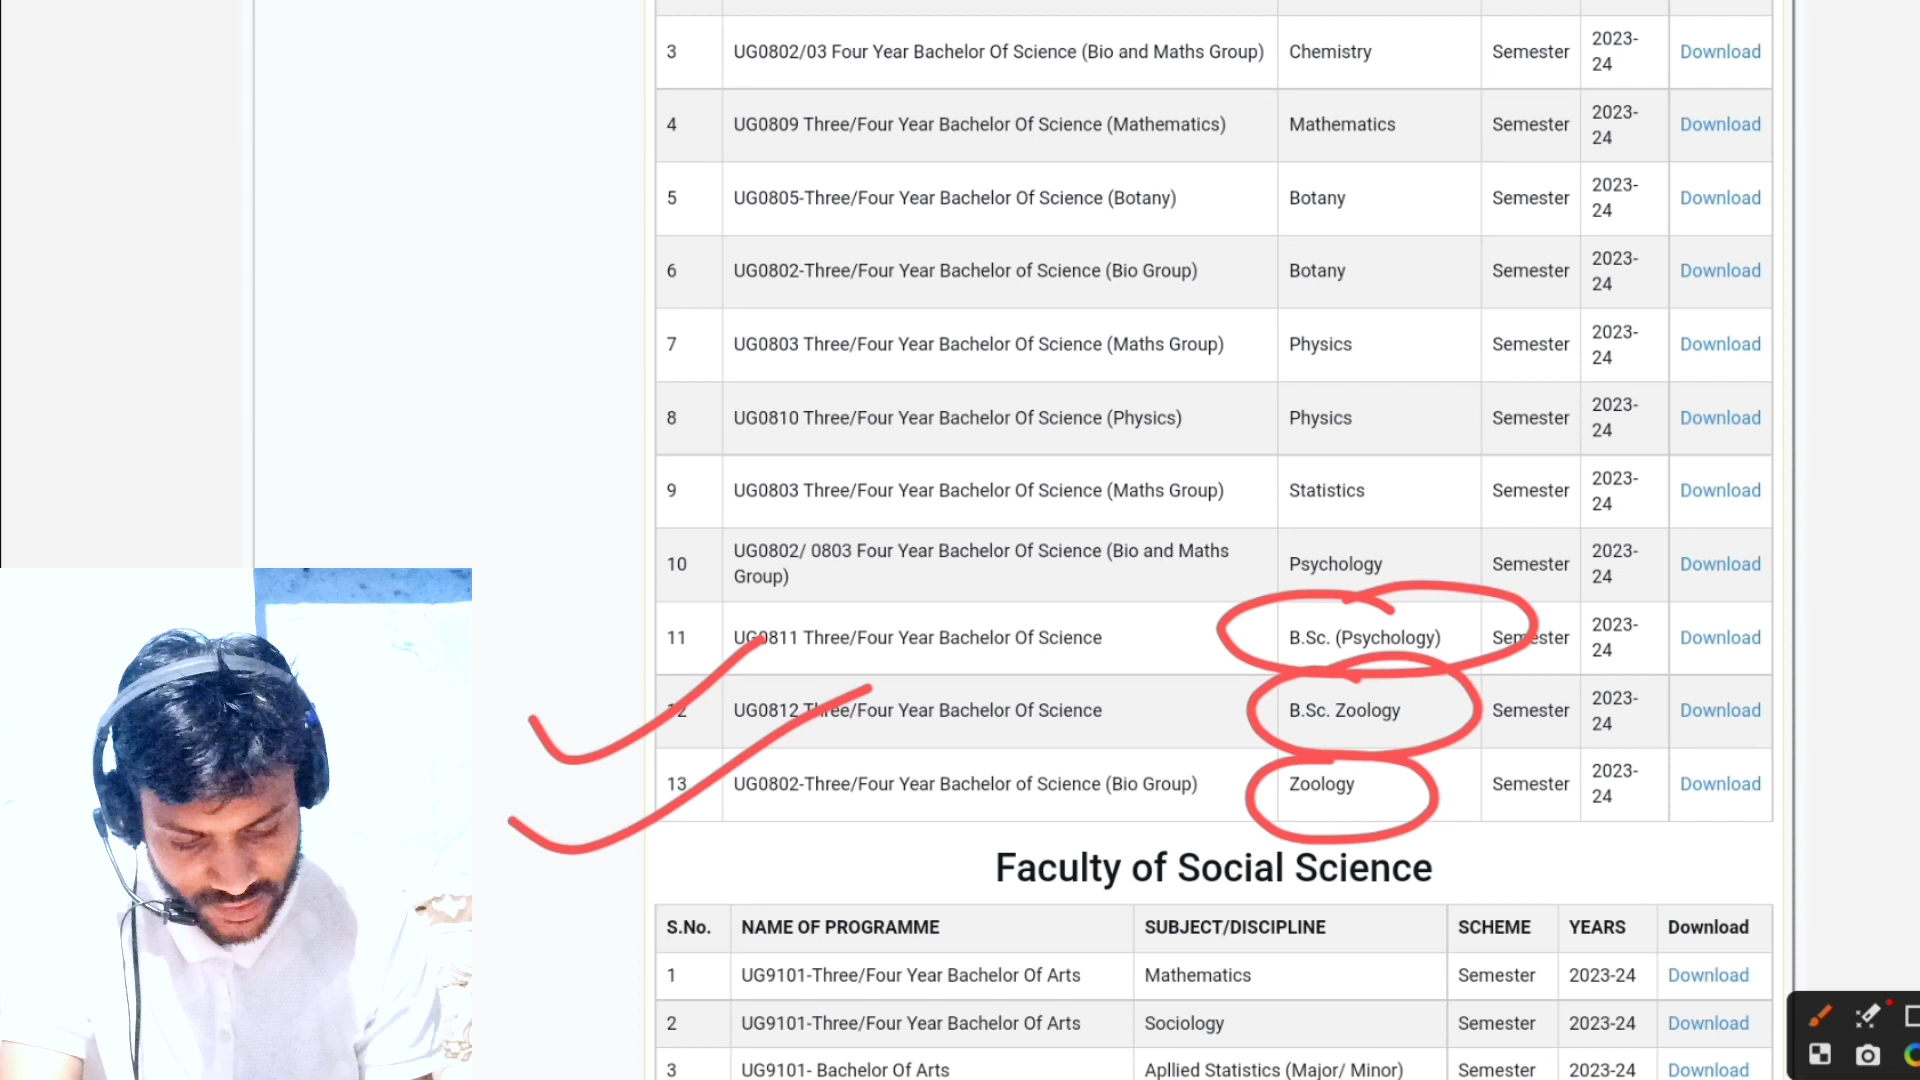 3 UG0802/03 Four Year Bachelor Of Science (Bio and Maths Group) Chemistry Semester 2023-24 Download
4 UG0809 Three/Four Year Bachelor Of Science (Mathematics) Mathematics Semester 2023-24 Download
5 UG0805-Three/Four Year Bachelor Of Science (Botany) Botany Semester 2023-24 Download
6 UG0802-Three/Four Year Bachelor of Science (Bio Group) Botany Semester 2023-24 Download
7 UG0803 Three/Four Year Bachelor Of Science (Maths Group) Physics Semester 2023-24 Download
8 UG0810 Three/Four Year Bachelor Of Science (Physics) Physics Semester 2023-24 Download
9 UG0803 Three/Four Year Bachelor Of Science (Maths Group) Statistics Semester 2023-24 Download
10 UG0802/ 0803 Four Year Bachelor Of Science (Bio and Maths Group) Psychology Semester 2023-24 Download
11 UG0811 Three/Four Year Bachelor Of Science B.Sc. (Psychology) Semester 2023-24 Download
12 UG0812 Three/Four Year Bachelor Of Science B.Sc. Zoology Semester 2023-24 Download
13 UG0802-Three/Four Year Bachelor of Science (Bio Group) Zoology Semester 2023-24 Download
Faculty of Social Science
S.No. NAME OF PROGRAMME SUBJECT/DISCIPLINE SCHEME YEARS Download
1 UG9101-Three/Four Year Bachelor Of Arts Mathematics Semester 2023-24 Download
2 UG9101-Three/Four Year Bachelor Of Arts Sociology Semester 2023-24 Download
3 UG9101- Bachelor Of Arts Apllied Statistics (Major/ Minor) Semester 2023-24 Download